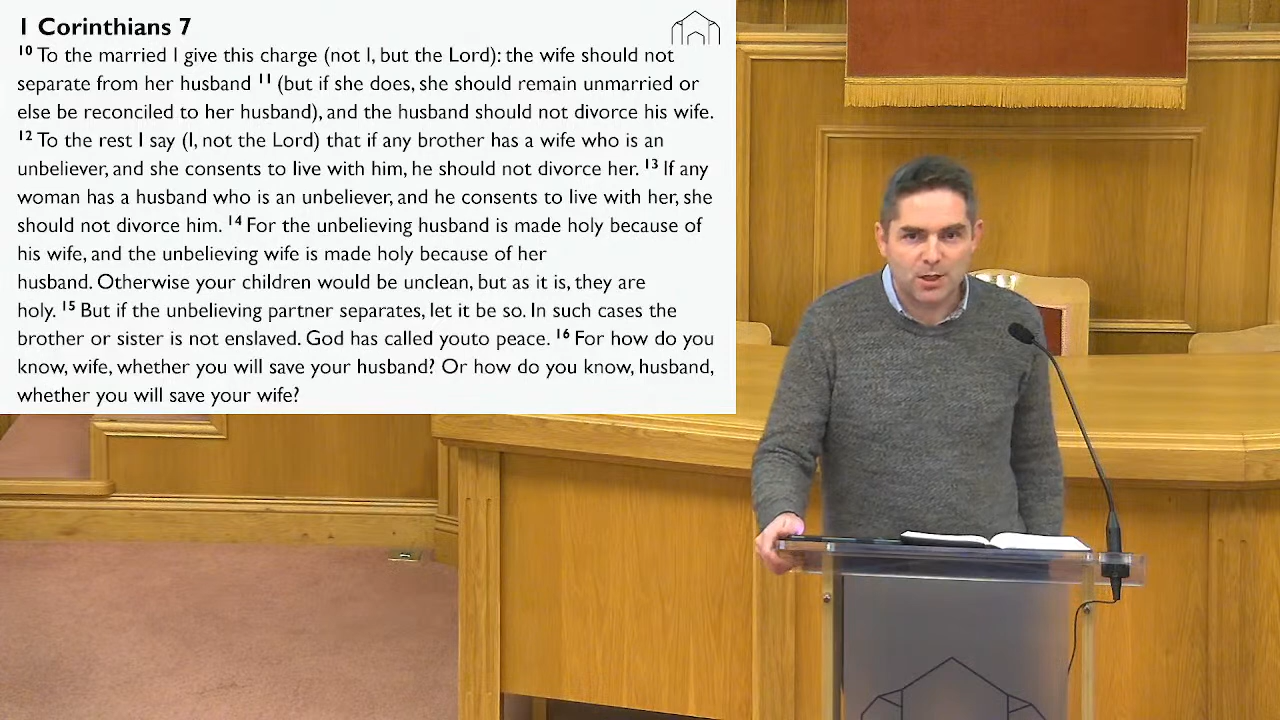 1 Corinthians 7
10 To the married I give this charge (not I, but the Lord): the wife should not
separate from her husband 11 (but if she does, she should remain unmarried or
else be reconciled to her husband), and the husband should not divorce his wife.
12 To the rest I say (I, not the Lord) that if any brother has a wife who is an
unbeliever, and she consents to live with him, he should not divorce her. 13 If any
woman has a husband who is an unbeliever, and he consents to live with her, she
should not divorce him. 14 For the unbelieving husband is made holy because of
his wife, and the unbelieving wife is made holy because of her
husband. Otherwise your children would be unclean, but as it is, they are
holy. 15 But if the unbelieving partner separates, let it be so. In such cases the
brother or sister is not enslaved. God has called youto peace. 16 For how do you
know, wife, whether you will save your husband? Or how do you know, husband,
whether you will save your wife?